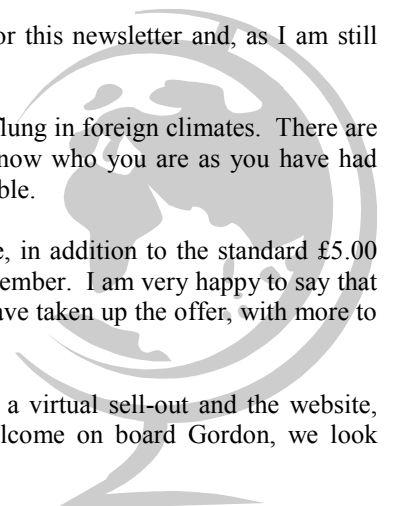 or this newsletter and, as I am still
lung in foreign climates. There are
now who you are as you have had
ble.
e, in addition to the standard £5.00
ember. I am very happy to say that
ave taken up the offer, with more to
a virtual sell-out and the website,
lcome on board Gordon, we look